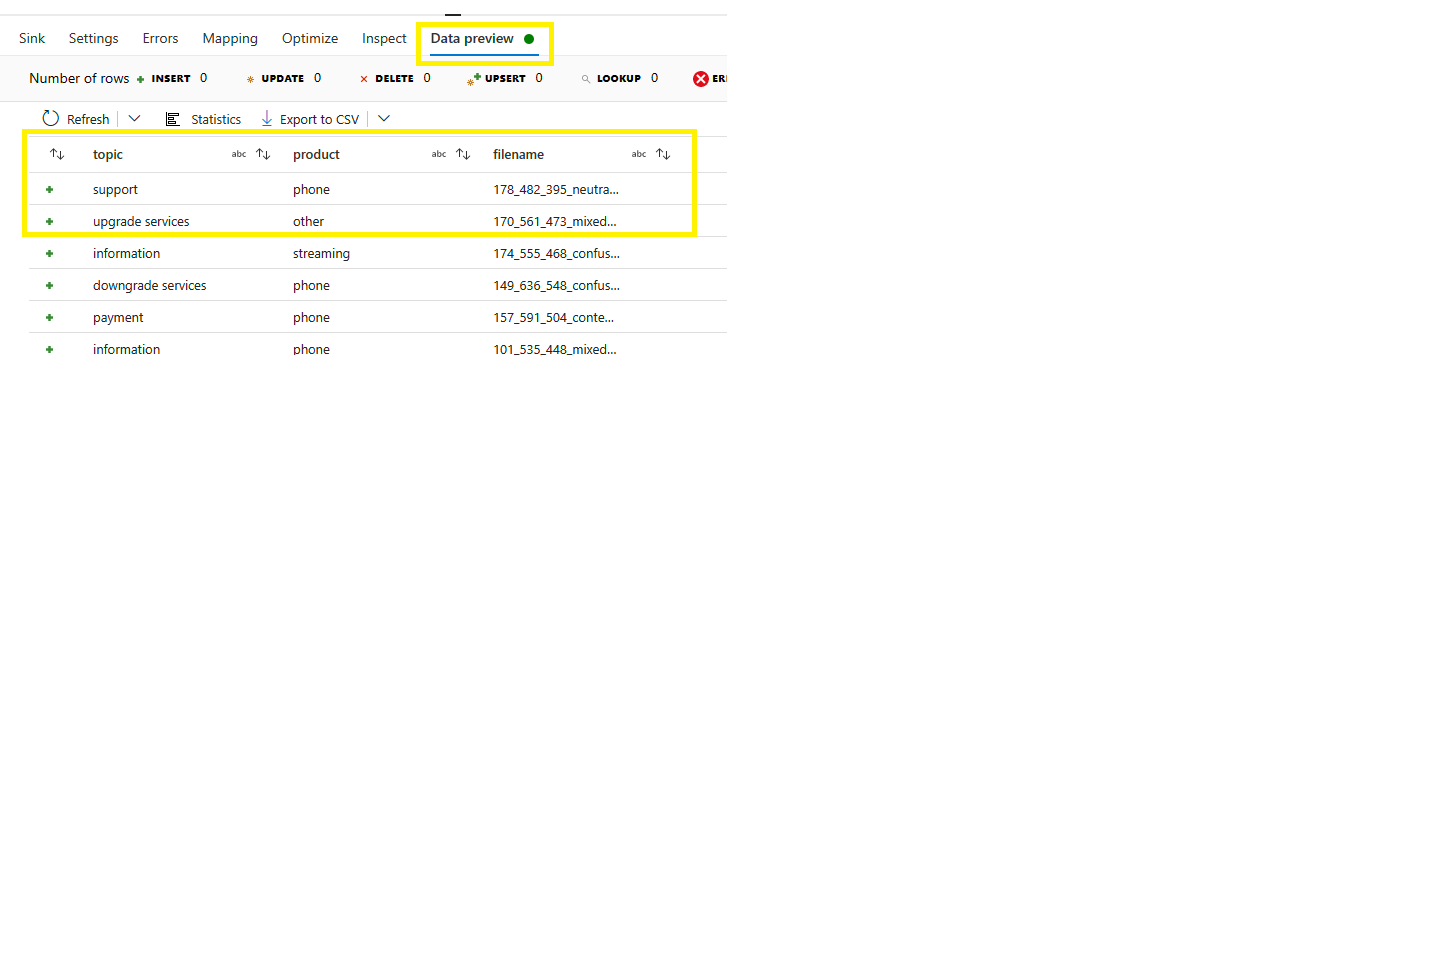 Sink Settings Errors Mapping Optimize Inspect Data preview
Number of rows INSERT 0 UPDATE 0 DELETE 0 UPSERT 0 LOOKUP 0 ERI
Refresh Statistics Export to CSV
topic abc product abc filename abc
support phone 178_482_395_neutra...
upgrade services other 170_561_473_mixed...
information streaming 174_555_468_confus...
downgrade services phone 149_636_548_confus...
payment phone 157_591_504_conte...
information phone 101_535_448_mixed...